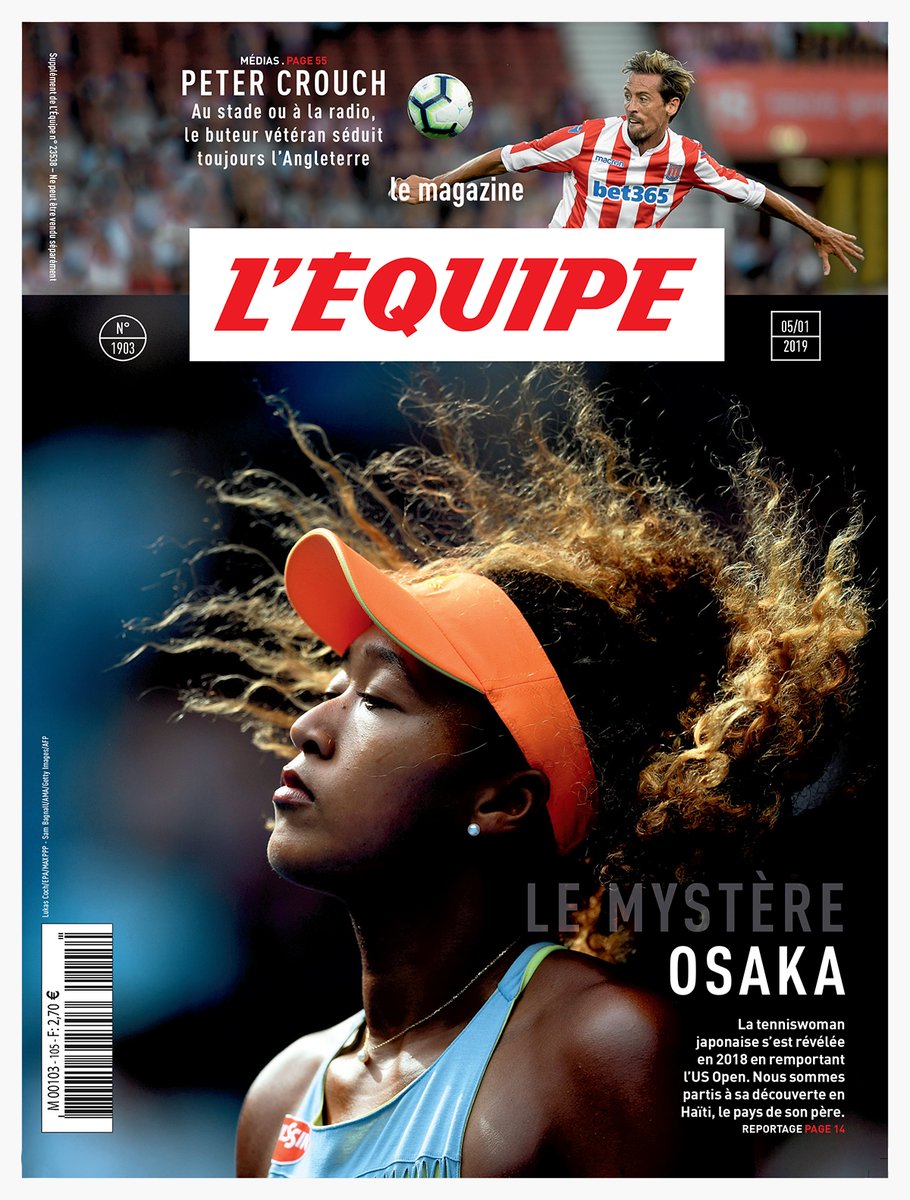 MÉDIAS. PAGE 55
PETER CROUCH
Au stade ou à la radio,
le buteur vétéran séduit
toujours l'Angleterre
Supplément de L'Équipe n° 23538 – Ne peut être vendu séparément
macron
bet365
le magazine
L'ÉQUIPE
N°
1903
05/01
2019
Lukas Coch/EPA/MAXPPP - Sam Bagnall/AMA/Getty Images/AFP
LE MYSTÈRE
OSAKA
La tenniswoman
japonaise s'est révélée
en 2018 en remportant
l'US Open. Nous sommes
partis à sa découverte en
Haïti, le pays de son père.
REPORTAGE PAGE 14
M 00103 - 105 - F: 2,70 €